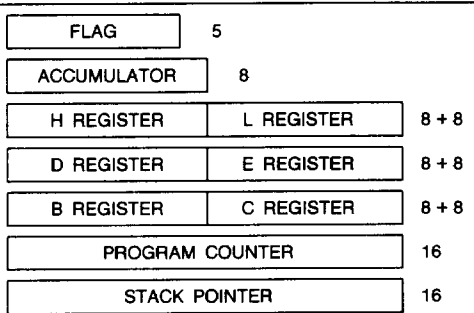 FLAG 5
ACCUMULATOR 8
H REGISTER L REGISTER 8 + 8
D REGISTER E REGISTER 8 + 8
B REGISTER C REGISTER 8 + 8
PROGRAM COUNTER 16
STACK POINTER 16